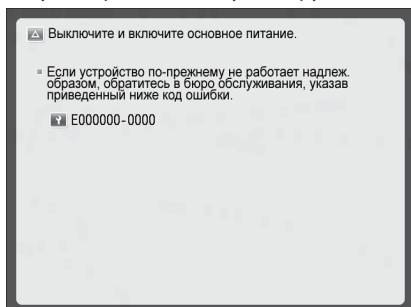 Выключите и включите основное питание.
Если устройство по-прежнему не работает надлеж.
образом, обратитесь в бюро обслуживания, указав
приведенный ниже код ошибки.
E000000-0000